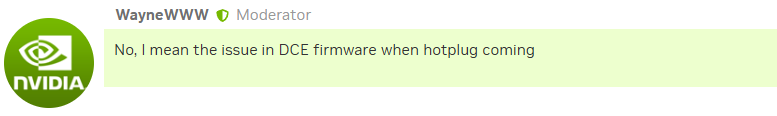 WayneWWW Moderator
No, I mean the issue in DCE firmware when hotplug coming
NVIDIA